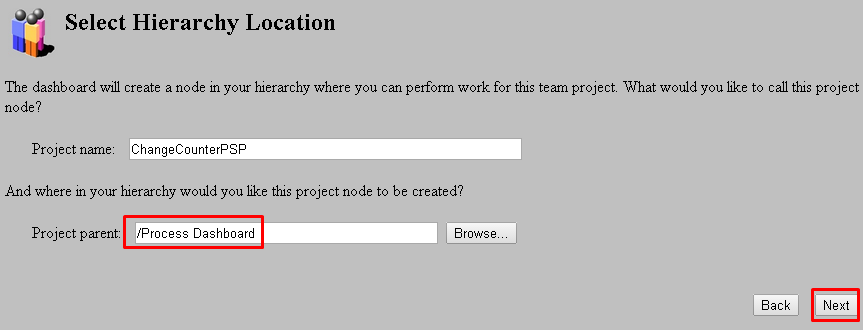 Select Hierarchy Location
The dashboard will create a node in your hierarchy where you can perform work for this team project. What would you like to call this project
node?
Project name: ChangeCounterPSP
And where in your hierarchy would you like this project node to be created?
Project parent: /Process Dashboard Browse...
Back Next